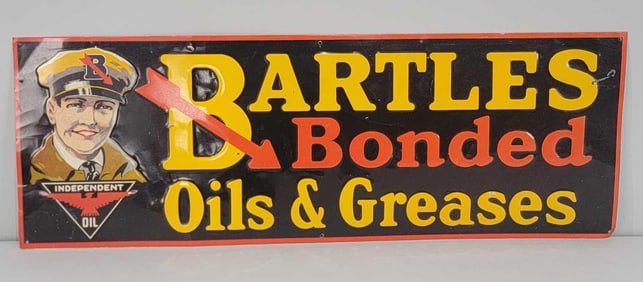 B
BARTLES
Bonded
Oils & Greases
INDEPENDENT
OIL